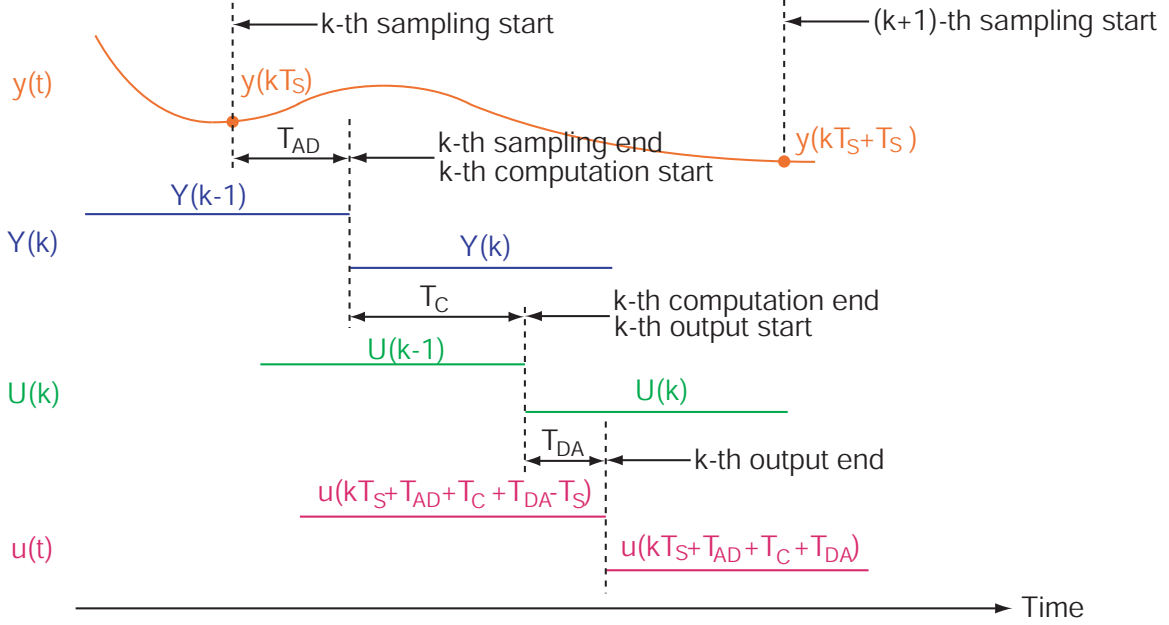 k-th sampling start
(k+1)-th sampling start
y(t)
y(kTS)
TAD
k-th sampling end
k-th computation start
y(kTS+TS)
Y(k-1)
Y(k)
Y(k)
TC
k-th computation end
k-th output start
U(k-1)
U(k)
U(k)
TDA
k-th output end
u(kTS+TAD+TC+TDA-TS)
u(t)
u(kTS+TAD+TC+TDA)
Time